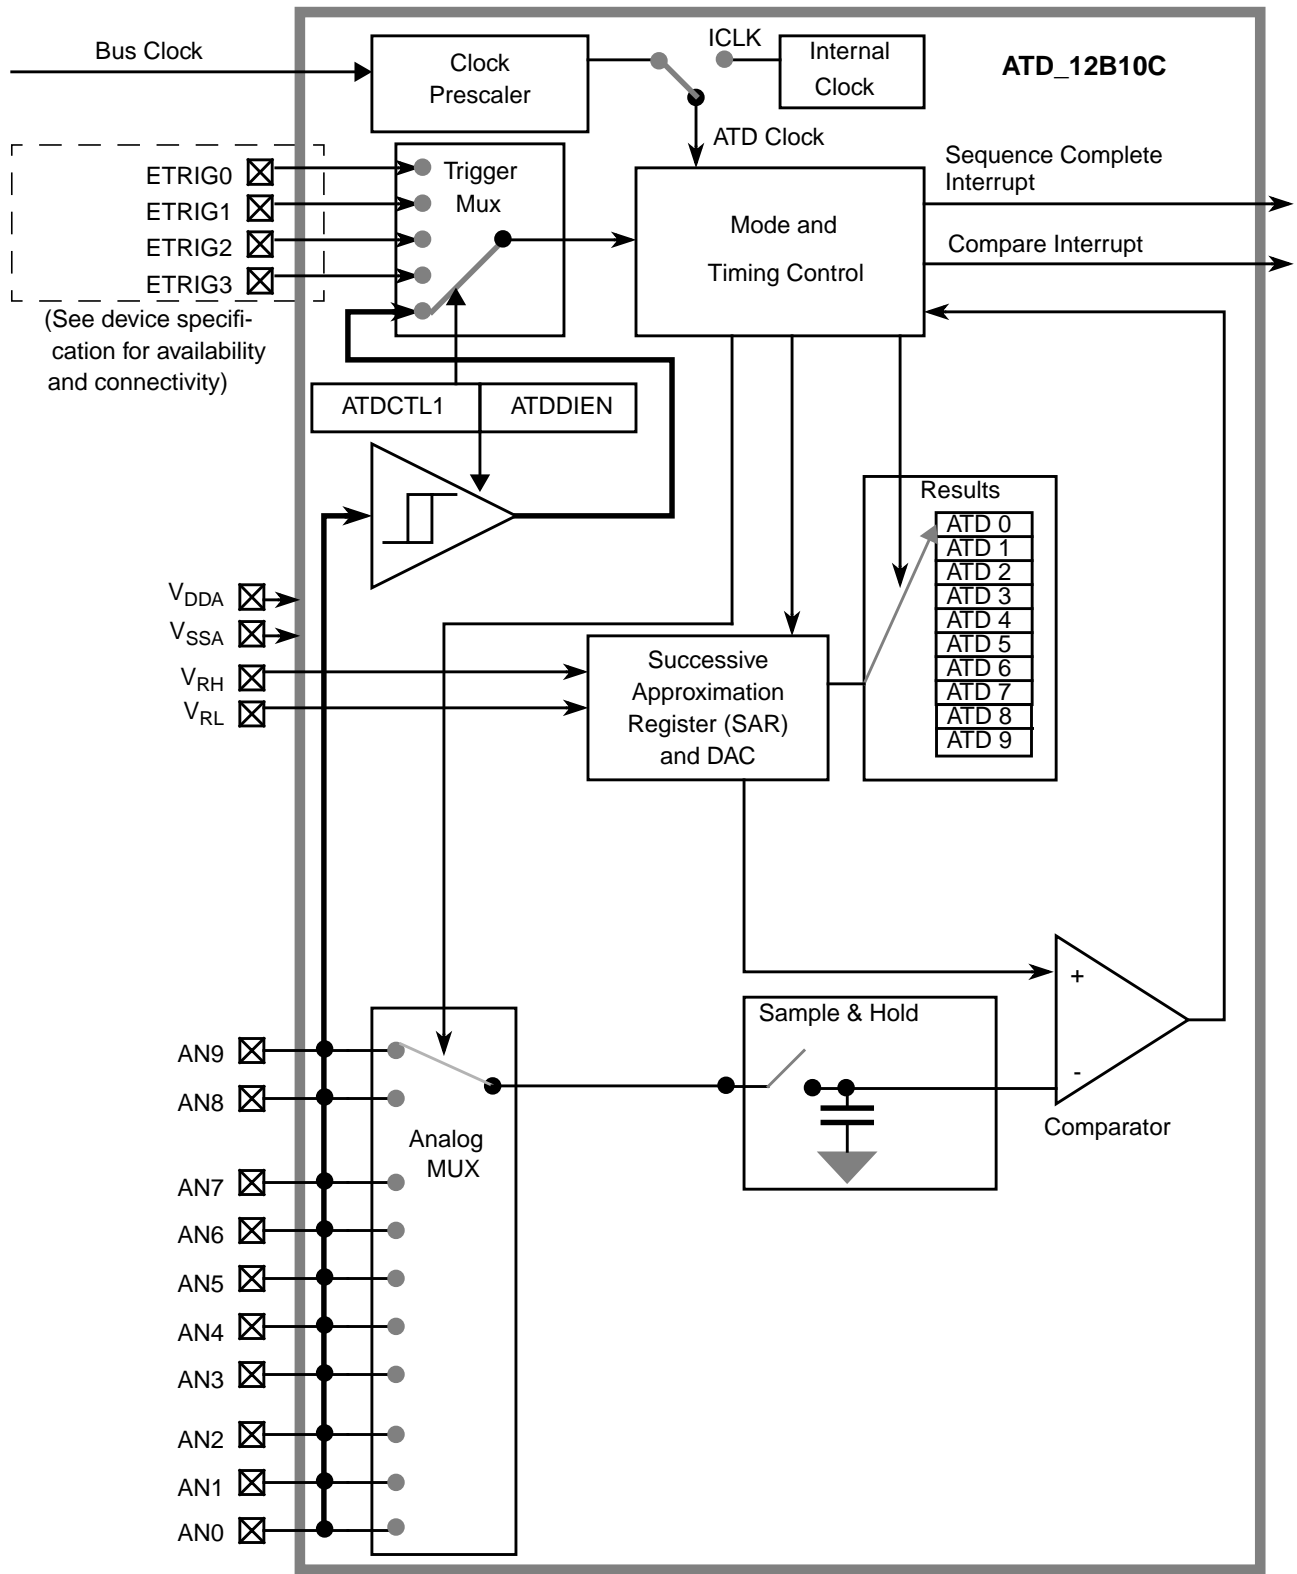 Bus Clock
Clock
Prescaler
ICLK
Internal
Clock
ATD_12B10C
ATD Clock
ETRIG0
ETRIG1
ETRIG2
ETRIG3
(See device specifi-
cation for availability
and connectivity)
Trigger
Mux
Mode and
Timing Control
Sequence Complete
Interrupt
Compare Interrupt
ATDCTL1
ATDDIEN
Results
ATD 0
ATD 1
ATD 2
ATD 3
ATD 4
ATD 5
ATD 6
ATD 7
ATD 8
ATD 9
VDDA
VSSA
VRH
VRL
Successive
Approximation
Register (SAR)
and DAC
+
-
Comparator
Sample & Hold
Analog
MUX
AN9
AN8
AN7
AN6
AN5
AN4
AN3
AN2
AN1
AN0